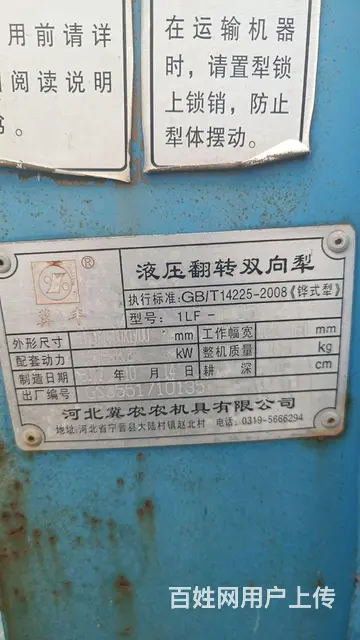 用前请详
阅读说明
书。
在运输机器
时，请置犁锁
上锁销，防止
犁体摆动。
冀丰
®
液压翻转双向犁
执行标准：GB/T14225-2008《铧式犁》
型号：1LF-
外形尺寸 mm 工作幅宽 mm
配套动力 kW 整机质量 kg
制造日期 耕深 cm
出厂编号
河北冀农农机具有限公司
地址：河北省宁晋县大陆村镇赵北村 电话：0319-5666294
百姓网用户上传